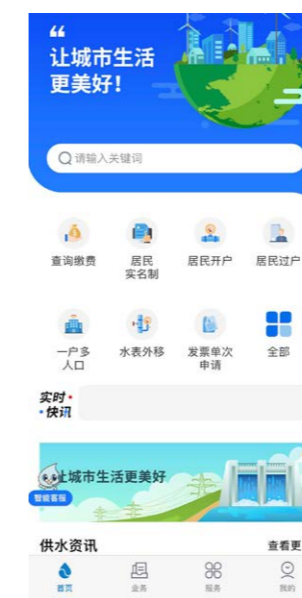 “
让城市生活
更美好!
请输入关键词
查询缴费
居民
实名制
居民开户
居民过户
一户多
人口
水表外移
发票单次
申请
全部
实时
快讯
让城市生活更美好
智能客服
供水资讯
查看更
首页
业务
服务
我的